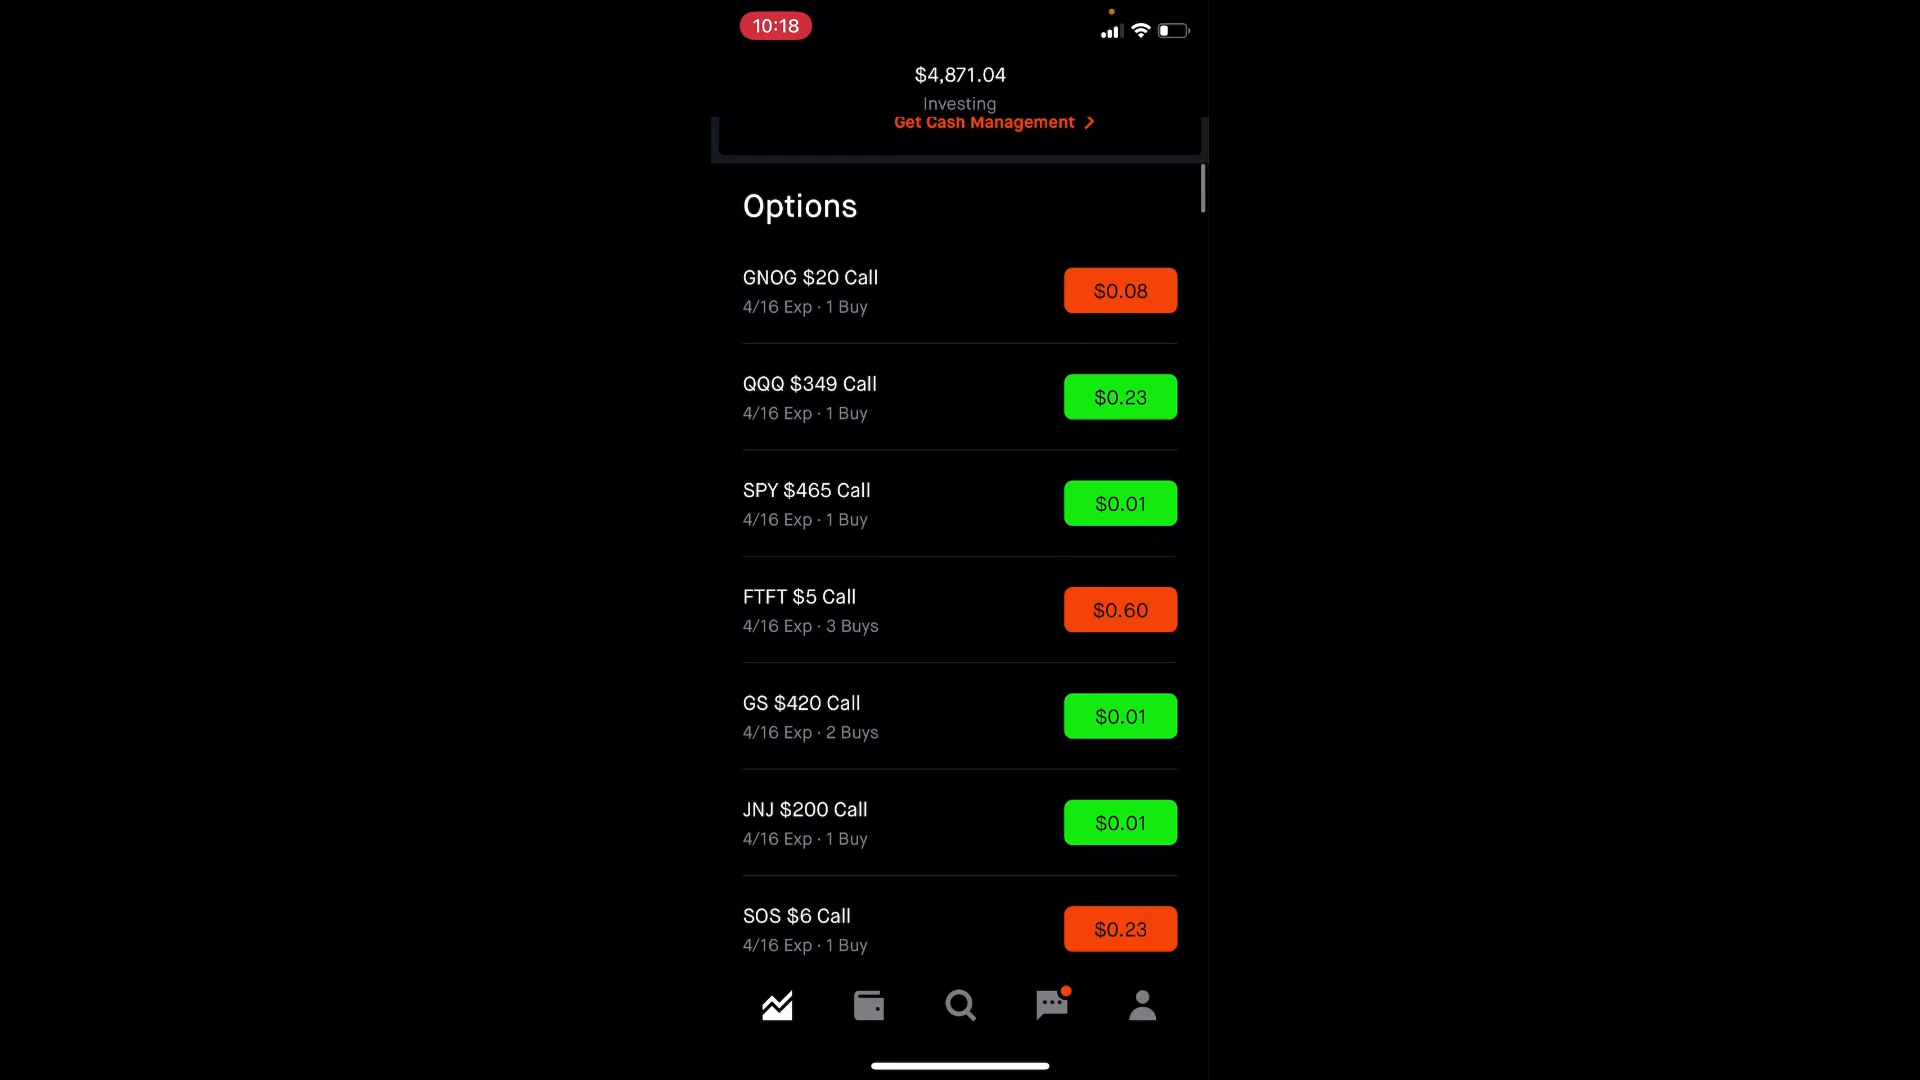 10:18
$4,871.04
Investing
Get Cash Management
Options
GNOG $20 Call
$0.08
4/16 Exp · 1 Buy
QQQ $349 Call
$0.23
4/16 Exp · 1 Buy
SPY $465 Call
$0.01
4/16 Exp · 1 Buy
FTFT $5 Call
$0.60
4/16 Exp · 3 Buys
GS $420 Call
$0.01
4/16 Exp · 2 Buys
JNJ $200 Call
$0.01
4/16 Exp · 1 Buy
SOS $6 Call
$0.23
4/16 Exp · 1 Buy